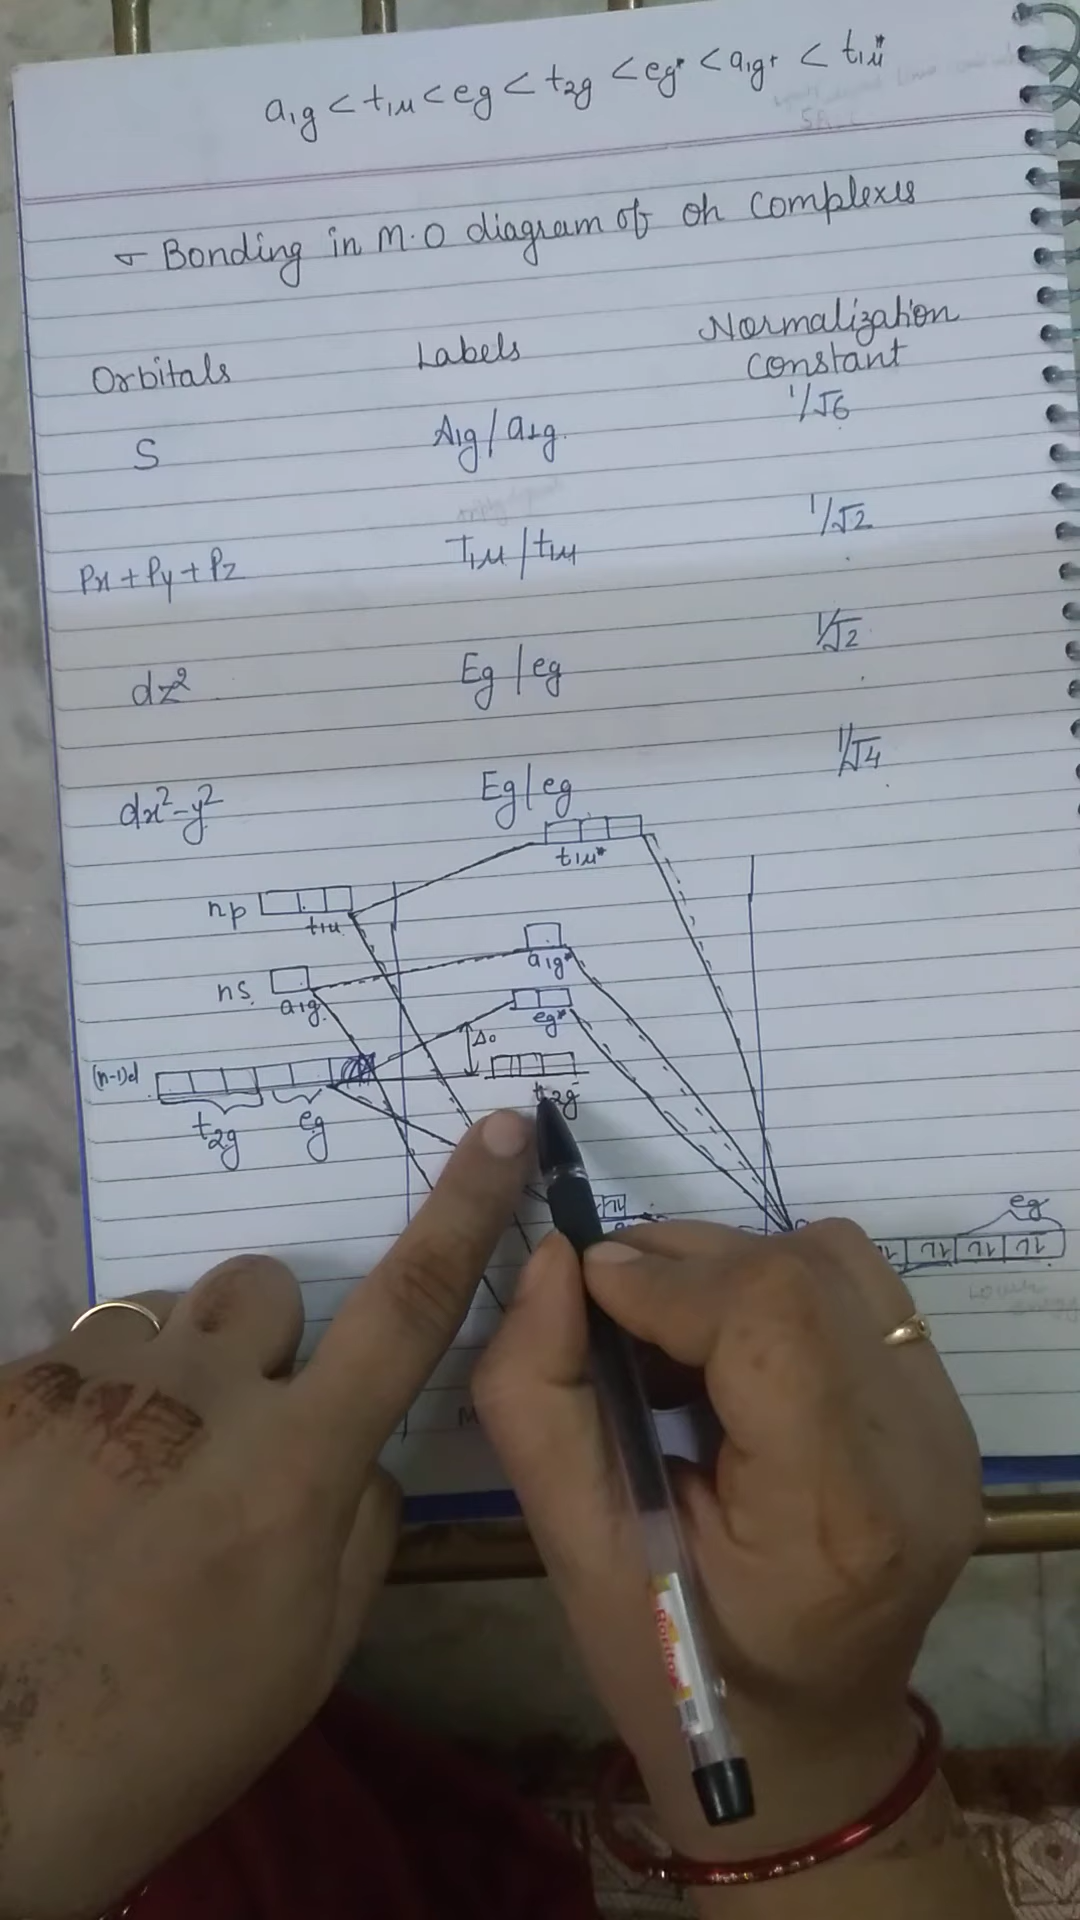 a1g < t1u < eg < t2g < eg* < a1g* < t1u*
σ Bonding in M.O diagram of oh complexes
Orbitals Labels Normalization constant
S A1g/a1g 1/√6
Px+Py+Pz T1u/t1u 1/√2
dz² Eg/eg 1/√2
dx²-y² Eg/eg 1/√4
t1u*
np t1u
a1g*
ns a1g
eg*
Δo
(n-1)d
t2g
t2g eg
eg